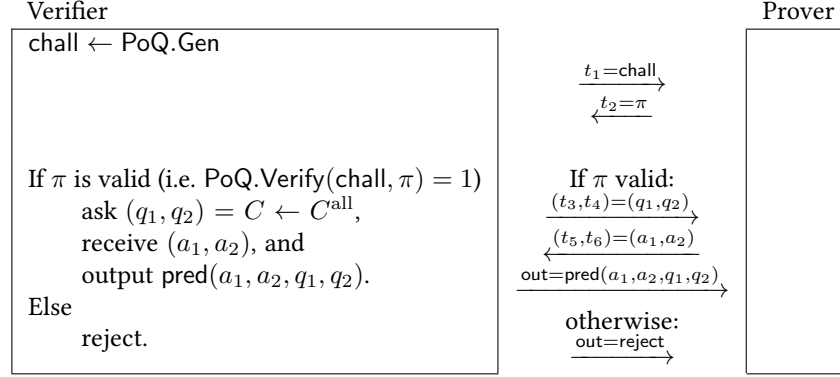 Verifier Prover
chall ← PoQ.Gen
t₁=chall
t₂=π
If π is valid (i.e. PoQ.Verify(chall, π) = 1) If π valid:
ask (q₁, q₂) = C ← Cᵃˡˡ, (t₃,t₄)=(q₁,q₂)
receive (a₁, a₂), and (t₅,t₆)=(a₁,a₂)
output pred(a₁, a₂, q₁, q₂). out=pred(a₁,a₂,q₁,q₂)
Else otherwise:
reject. out=reject